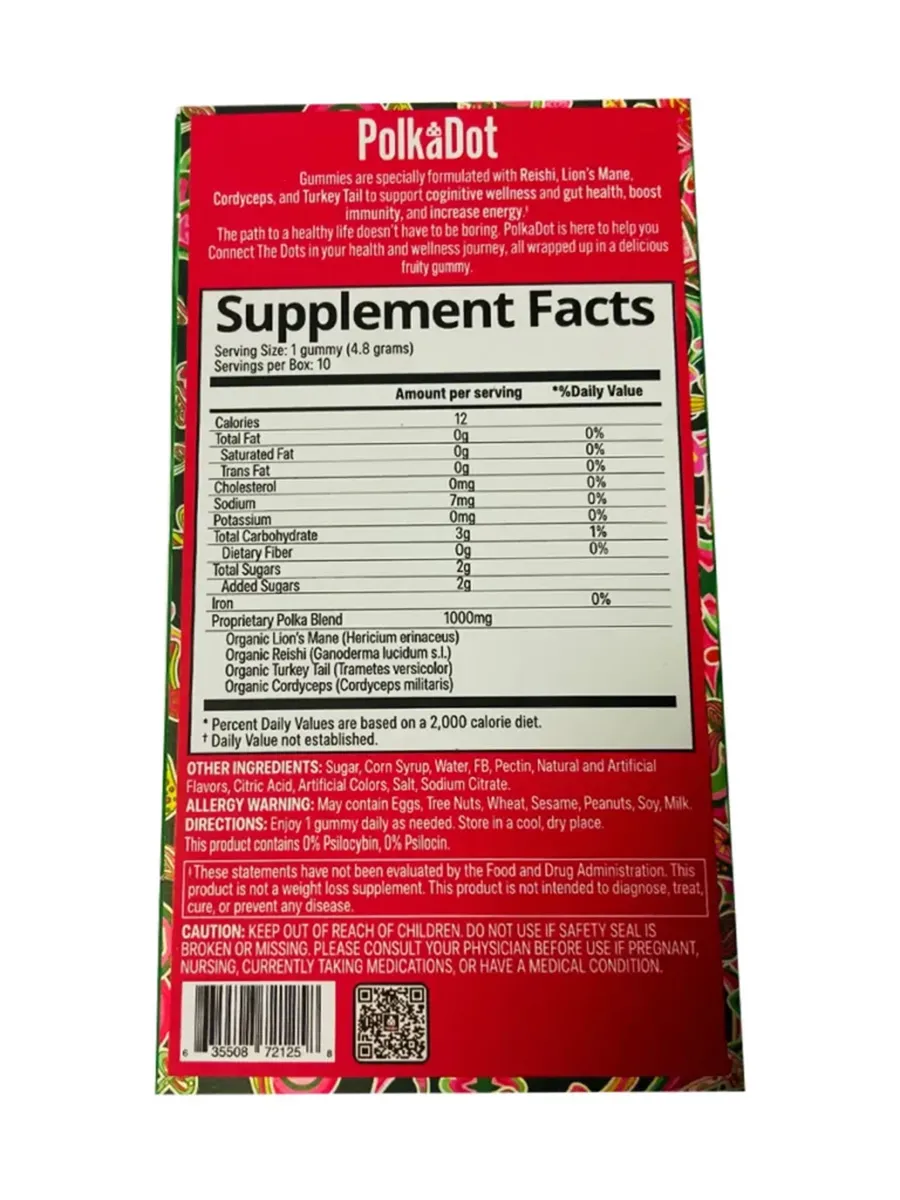 PolkaDot
Gummies are specially formulated with Reishi, Lion's Mane,
Cordyceps, and Turkey Tail to support coginitive wellness and gut health, boost
immunity, and increase energy.ᶦ
The path to a healthy life doesn't have to be boring. PolkaDot is here to help you
Connect The Dots in your health and wellness journey, all wrapped up in a delicious
fruity gummy.
Supplement Facts
Serving Size: 1 gummy (4.8 grams)
Servings per Box: 10
Amount per serving *%Daily Value
Calories 12
Total Fat 0g 0%
Saturated Fat 0g 0%
Trans Fat 0g 0%
Cholesterol 0mg 0%
Sodium 7mg 0%
Potassium 0mg 0%
Total Carbohydrate 3g 1%
Dietary Fiber 0g 0%
Total Sugars 2g
Added Sugars 2g
Iron 0%
Proprietary Polka Blend 1000mg
Organic Lion's Mane (Hericium erinaceus)
Organic Reishi (Ganoderma lucidum s.l.)
Organic Turkey Tail (Trametes versicolor)
Organic Cordyceps (Cordyceps militaris)
* Percent Daily Values are based on a 2,000 calorie diet.
† Daily Value not established.
OTHER INGREDIENTS: Sugar, Corn Syrup, Water, FB, Pectin, Natural and Artificial
Flavors, Citric Acid, Artificial Colors, Salt, Sodium Citrate.
ALLERGY WARNING: May contain Eggs, Tree Nuts, Wheat, Sesame, Peanuts, Soy, Milk.
DIRECTIONS: Enjoy 1 gummy daily as needed. Store in a cool, dry place.
This product contains 0% Psilocybin, 0% Psilocin.
ᶦThese statements have not been evaluated by the Food and Drug Administration. This
product is not a weight loss supplement. This product is not intended to diagnose, treat,
cure, or prevent any disease.
CAUTION: KEEP OUT OF REACH OF CHILDREN. DO NOT USE IF SAFETY SEAL IS
BROKEN OR MISSING. PLEASE CONSULT YOUR PHYSICIAN BEFORE USE IF PREGNANT,
NURSING, CURRENTLY TAKING MEDICATIONS, OR HAVE A MEDICAL CONDITION.
6 35508 72125 8